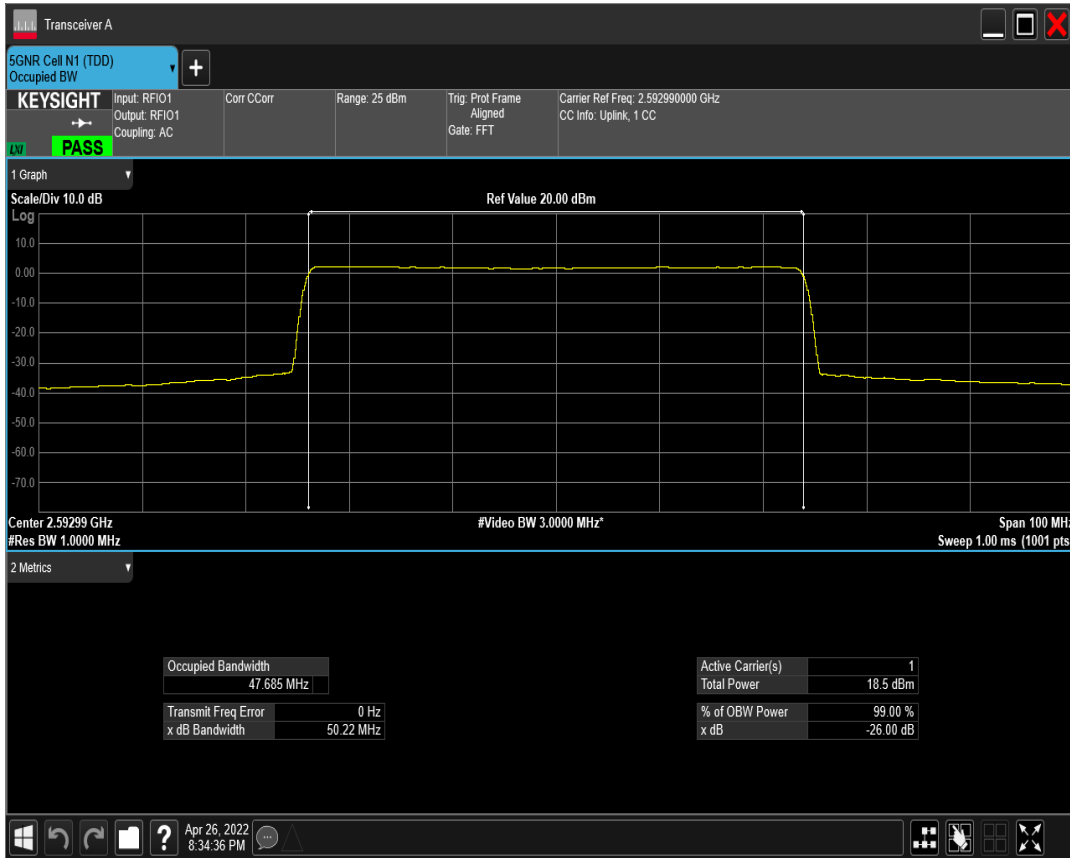 Transceiver A
5GNR Cell N1 (TDD)
Occupied BW
KEYSIGHT
LXI
PASS
Input: RFIO1
Output: RFIO1
Coupling: AC
Corr CCorr
Range: 25 dBm
Trig: Prot Frame
Aligned
Gate: FFT
Carrier Ref Freq: 2.592990000 GHz
CC Info: Uplink, 1 CC
1 Graph
Scale/Div 10.0 dB
Ref Value 20.00 dBm
Log
10.0
0.00
-10.0
-20.0
-30.0
-40.0
-50.0
-60.0
-70.0
Center 2.59299 GHz
#Video BW 3.0000 MHz*
Span 100 MHz
#Res BW 1.0000 MHz
Sweep 1.00 ms (1001 pts
2 Metrics
Occupied Bandwidth
47.685 MHz
Transmit Freq Error 0 Hz
x dB Bandwidth 50.22 MHz
Active Carrier(s) 1
Total Power 18.5 dBm
% of OBW Power 99.00 %
x dB -26.00 dB
?
Apr 26, 2022
8:34:36 PM